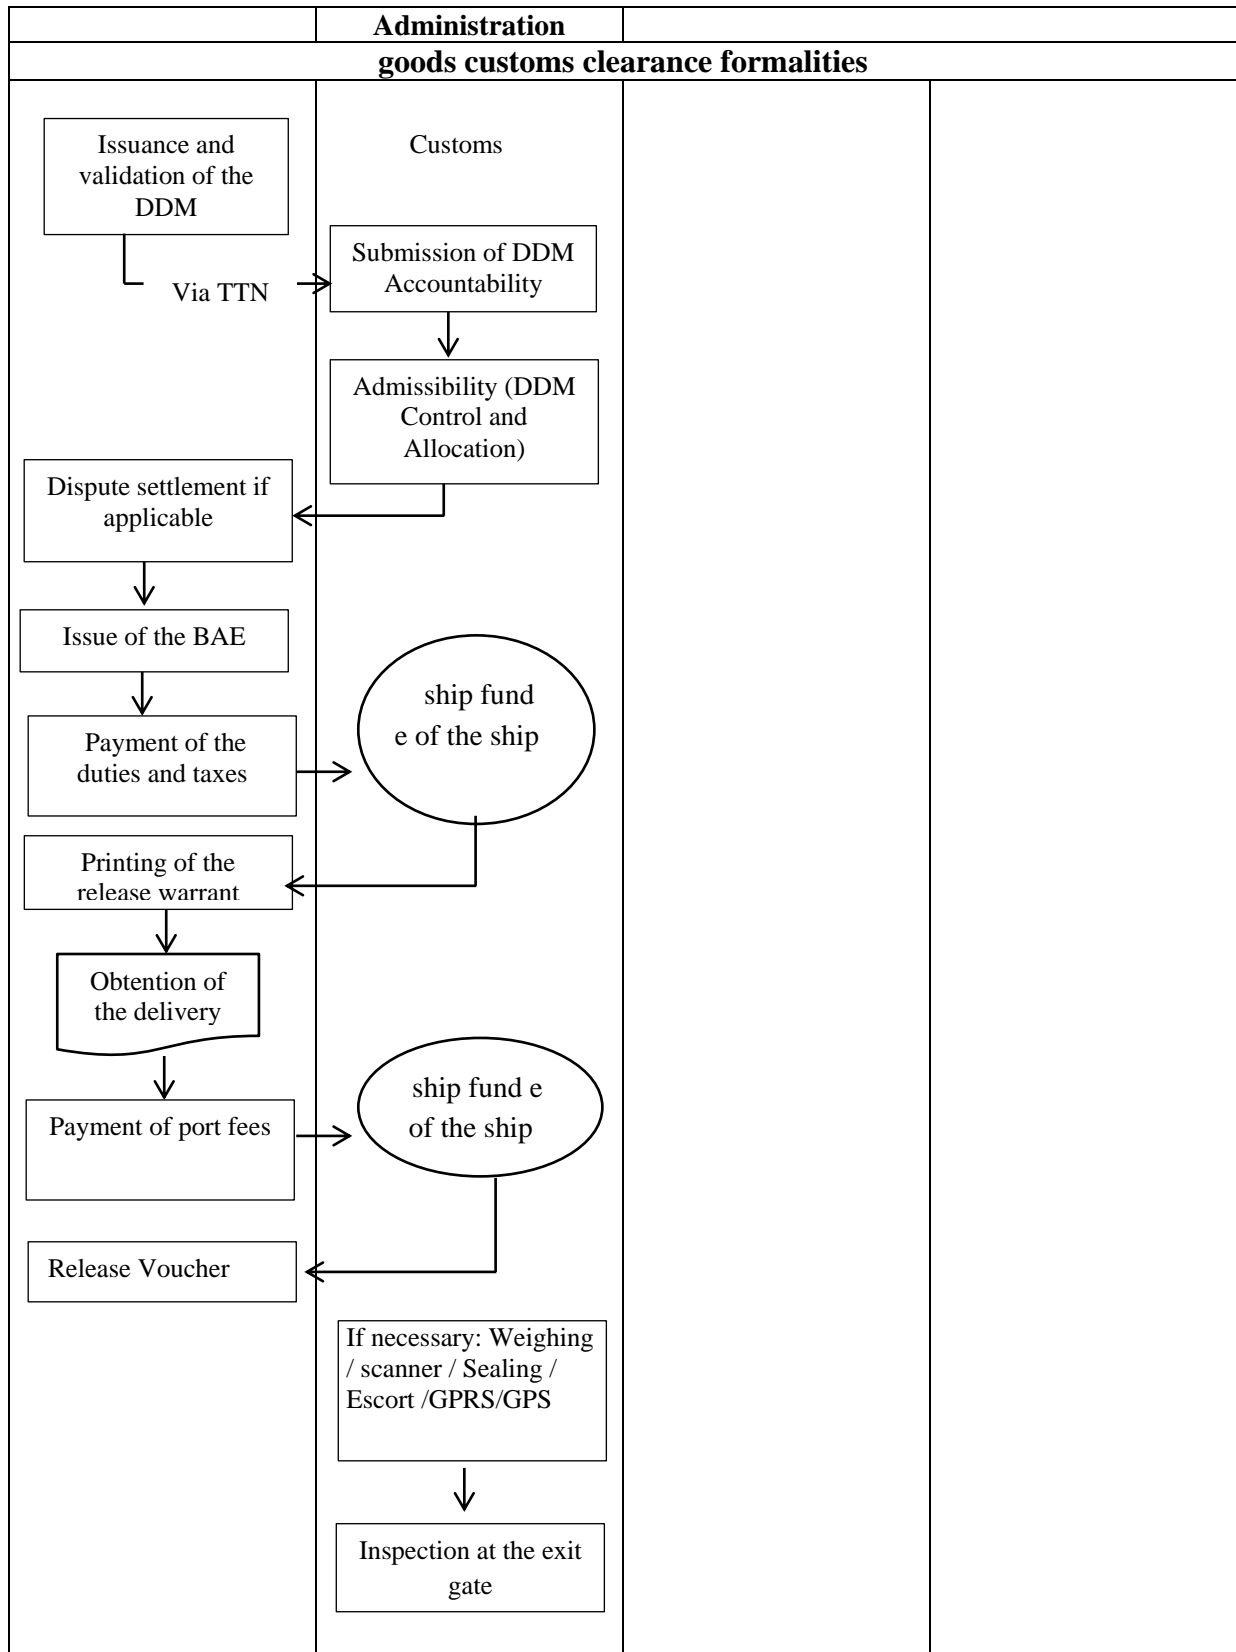 Administration
goods customs clearance formalities
Issuance and
validation of the
DDM
Customs
Via TTN
Submission of DDM
Accountability
Admissibility (DDM
Control and
Allocation)
Dispute settlement if
applicable
Issue of the BAE
ship fund
e of the ship
Payment of the
duties and taxes
Printing of the
release warrant
Obtention of
the delivery
ship fund e
of the ship
Payment of port fees
Release Voucher
If necessary: Weighing
/ scanner / Sealing /
Escort /GPRS/GPS
Inspection at the exit
gate